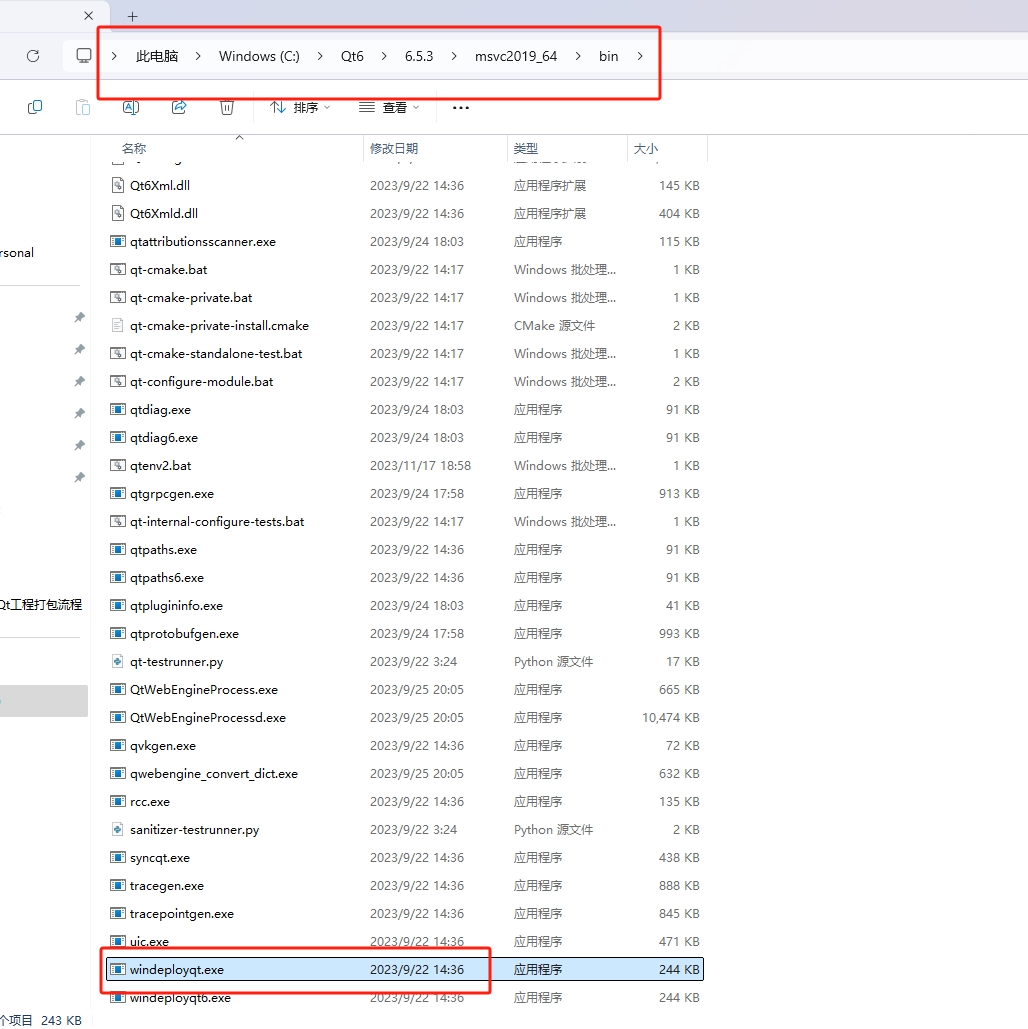 此电脑 Windows (C:) Qt6 6.5.3 msvc2019_64 bin
排序 查看
名称 修改日期 类型 大小
Qt6Xml.dll 2023/9/22 14:36 应用程序扩展 145 KB
Qt6Xmld.dll 2023/9/22 14:36 应用程序扩展 404 KB
qtattributionsscanner.exe 2023/9/24 18:03 应用程序 115 KB
rsonal
qt-cmake.bat 2023/9/22 14:17 Windows 批处理... 1 KB
qt-cmake-private.bat 2023/9/22 14:17 Windows 批处理... 1 KB
qt-cmake-private-install.cmake 2023/9/22 14:17 CMake 源文件 2 KB
qt-cmake-standalone-test.bat 2023/9/22 14:17 Windows 批处理... 1 KB
qt-configure-module.bat 2023/9/22 14:17 Windows 批处理... 2 KB
qtdiag.exe 2023/9/24 18:03 应用程序 91 KB
qtdiag6.exe 2023/9/24 18:03 应用程序 91 KB
qtenv2.bat 2023/11/17 18:58 Windows 批处理... 1 KB
qtgrpcgen.exe 2023/9/24 17:58 应用程序 913 KB
qt-internal-configure-tests.bat 2023/9/22 14:17 Windows 批处理... 1 KB
qtpaths.exe 2023/9/22 14:36 应用程序 91 KB
qtpaths6.exe 2023/9/22 14:36 应用程序 91 KB
Qt工程打包流程
qtplugininfo.exe 2023/9/24 18:03 应用程序 41 KB
qtprotobufgen.exe 2023/9/24 17:58 应用程序 993 KB
qt-testrunner.py 2023/9/22 3:24 Python 源文件 17 KB
QtWebEngineProcess.exe 2023/9/25 20:05 应用程序 665 KB
QtWebEngineProcessd.exe 2023/9/25 20:05 应用程序 10,474 KB
qvkgen.exe 2023/9/22 14:36 应用程序 72 KB
qwebengine_convert_dict.exe 2023/9/25 20:05 应用程序 632 KB
rcc.exe 2023/9/22 14:36 应用程序 135 KB
sanitizer-testrunner.py 2023/9/22 3:24 Python 源文件 2 KB
syncqt.exe 2023/9/22 14:36 应用程序 438 KB
tracegen.exe 2023/9/22 14:36 应用程序 888 KB
tracepointgen.exe 2023/9/22 14:36 应用程序 845 KB
uic.exe 2023/9/22 14:36 应用程序 471 KB
windeployqt.exe 2023/9/22 14:36 应用程序 244 KB
windeployqt6.exe 2023/9/22 14:36 应用程序 244 KB
个项目 243 KB